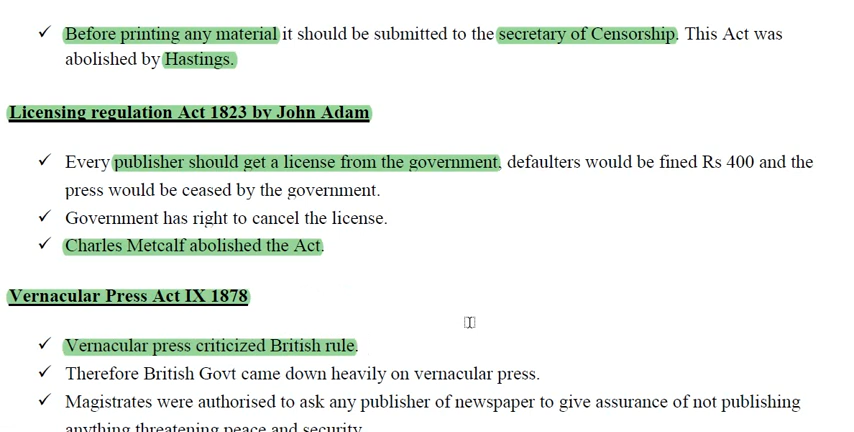 ✓ Before printing any material it should be submitted to the secretary of Censorship. This Act was
abolished by Hastings.
Licensing regulation Act 1823 by John Adam
✓ Every publisher should get a license from the government, defaulters would be fined Rs 400 and the
press would be ceased by the government.
✓ Government has right to cancel the license.
✓ Charles Metcalf abolished the Act.
Vernacular Press Act IX 1878
✓ Vernacular press criticized British rule.
✓ Therefore British Govt came down heavily on vernacular press.
✓ Magistrates were authorised to ask any publisher of newspaper to give assurance of not publishing
anything threatening peace and security.